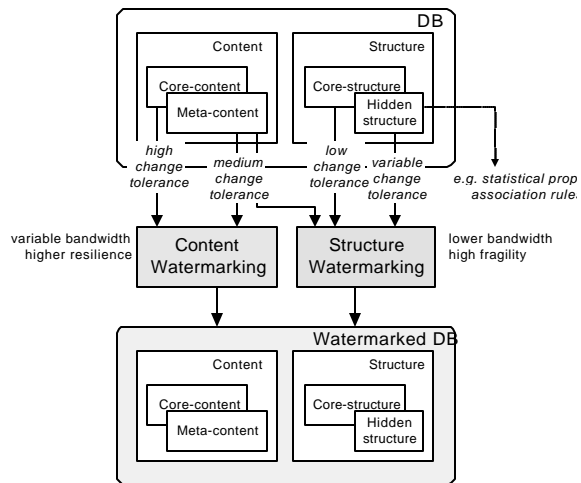 DB
Content
Structure
Core-content
Meta-content
Core-structure
Hidden
structure
high
change
tolerance
medium
change
tolerance
low
change
tolerance
variable
change
tolerance
e.g. statistical prop
association rules
variable bandwidth
higher resilience
Content
Watermarking
Structure
Watermarking
lower bandwidth
high fragility
Watermarked DB
Content
Structure
Core-content
Meta-content
Core-structure
Hidden
structure